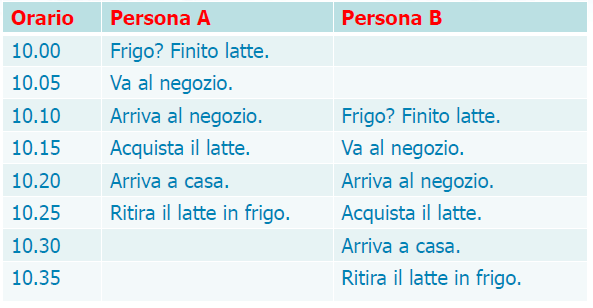 Orario Persona A Persona B
10.00 Frigo? Finito latte.
10.05 Va al negozio.
10.10 Arriva al negozio. Frigo? Finito latte.
10.15 Acquista il latte. Va al negozio.
10.20 Arriva a casa. Arriva al negozio.
10.25 Ritira il latte in frigo. Acquista il latte.
10.30 Arriva a casa.
10.35 Ritira il latte in frigo.